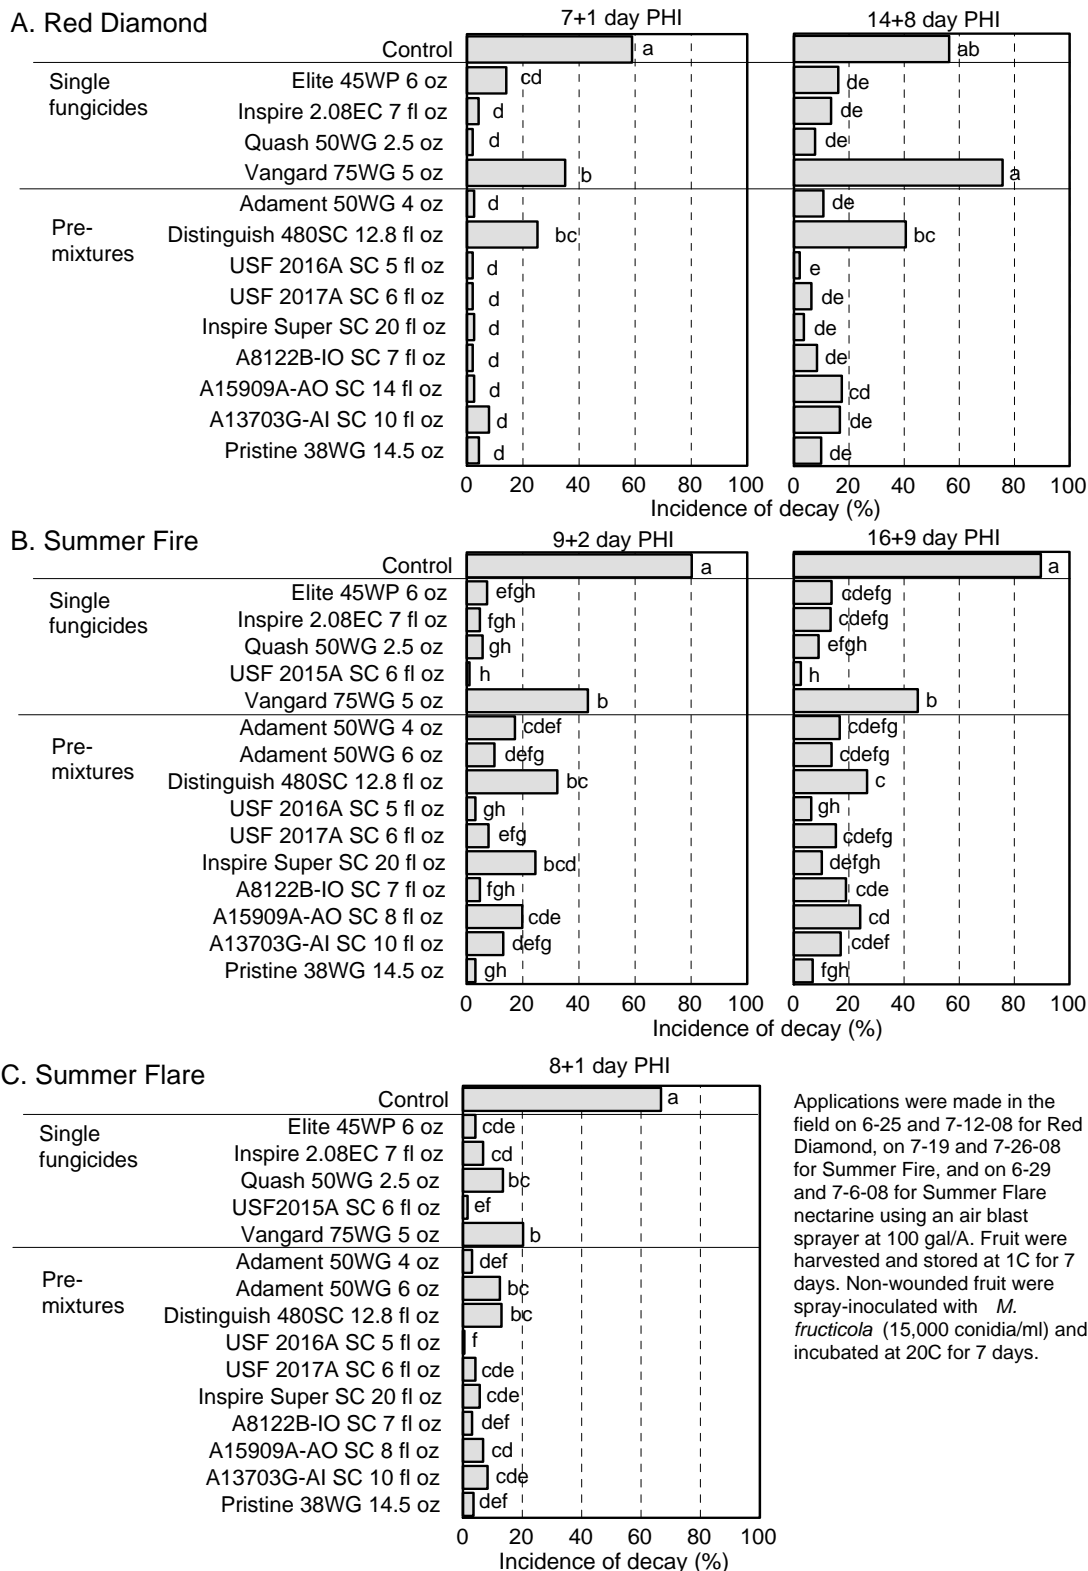 A. Red Diamond
7+1 day PHI
14+8 day PHI
Control
a
ab
Single
fungicides
Elite 45WP 6 oz
cd
de
Inspire 2.08EC 7 fl oz
d
de
Quash 50WG 2.5 oz
d
de
Vangard 75WG 5 oz
b
a
Pre-
mixtures
Adament 50WG 4 oz
d
de
Distinguish 480SC 12.8 fl oz
bc
bc
USF 2016A SC 5 fl oz
d
e
USF 2017A SC 6 fl oz
d
de
Inspire Super SC 20 fl oz
d
de
A8122B-IO SC 7 fl oz
d
de
A15909A-AO SC 14 fl oz
d
cd
A13703G-AI SC 10 fl oz
d
de
Pristine 38WG 14.5 oz
d
de
0 20 40 60 80 100
0 20 40 60 80 100
Incidence of decay (%)
B. Summer Fire
9+2 day PHI
16+9 day PHI
Control
a
a
Single
fungicides
Elite 45WP 6 oz
efgh
cdefg
Inspire 2.08EC 7 fl oz
fgh
cdefg
Quash 50WG 2.5 oz
gh
efgh
USF 2015A SC 6 fl oz
h
h
Vangard 75WG 5 oz
b
b
Pre-
mixtures
Adament 50WG 4 oz
cdef
cdefg
Adament 50WG 6 oz
defg
cdefg
Distinguish 480SC 12.8 fl oz
bc
c
USF 2016A SC 5 fl oz
gh
gh
USF 2017A SC 6 fl oz
efg
cdefg
Inspire Super SC 20 fl oz
bcd
defgh
A8122B-IO SC 7 fl oz
fgh
cde
A15909A-AO SC 8 fl oz
cde
cd
A13703G-AI SC 10 fl oz
defg
cdef
Pristine 38WG 14.5 oz
gh
fgh
0 20 40 60 80 100
0 20 40 60 80 100
Incidence of decay (%)
C. Summer Flare
8+1 day PHI
Control
a
Single
fungicides
Elite 45WP 6 oz
cde
Inspire 2.08EC 7 fl oz
cd
Quash 50WG 2.5 oz
bc
USF2015A SC 6 fl oz
ef
Vangard 75WG 5 oz
b
Pre-
mixtures
Adament 50WG 4 oz
def
Adament 50WG 6 oz
bc
Distinguish 480SC 12.8 fl oz
bc
USF 2016A SC 5 fl oz
f
USF 2017A SC 6 fl oz
cde
Inspire Super SC 20 fl oz
cde
A8122B-IO SC 7 fl oz
def
A15909A-AO SC 8 fl oz
cd
A13703G-AI SC 10 fl oz
cde
Pristine 38WG 14.5 oz
def
0 20 40 60 80 100
Incidence of decay (%)
Applications were made in the
field on 6-25 and 7-12-08 for Red
Diamond, on 7-19 and 7-26-08
for Summer Fire, and on 6-29
and 7-6-08 for Summer Flare
nectarine using an air blast
sprayer at 100 gal/A. Fruit were
harvested and stored at 1C for 7
days. Non-wounded fruit were
spray-inoculated with M.
fructicola (15,000 conidia/ml) and
incubated at 20C for 7 days.